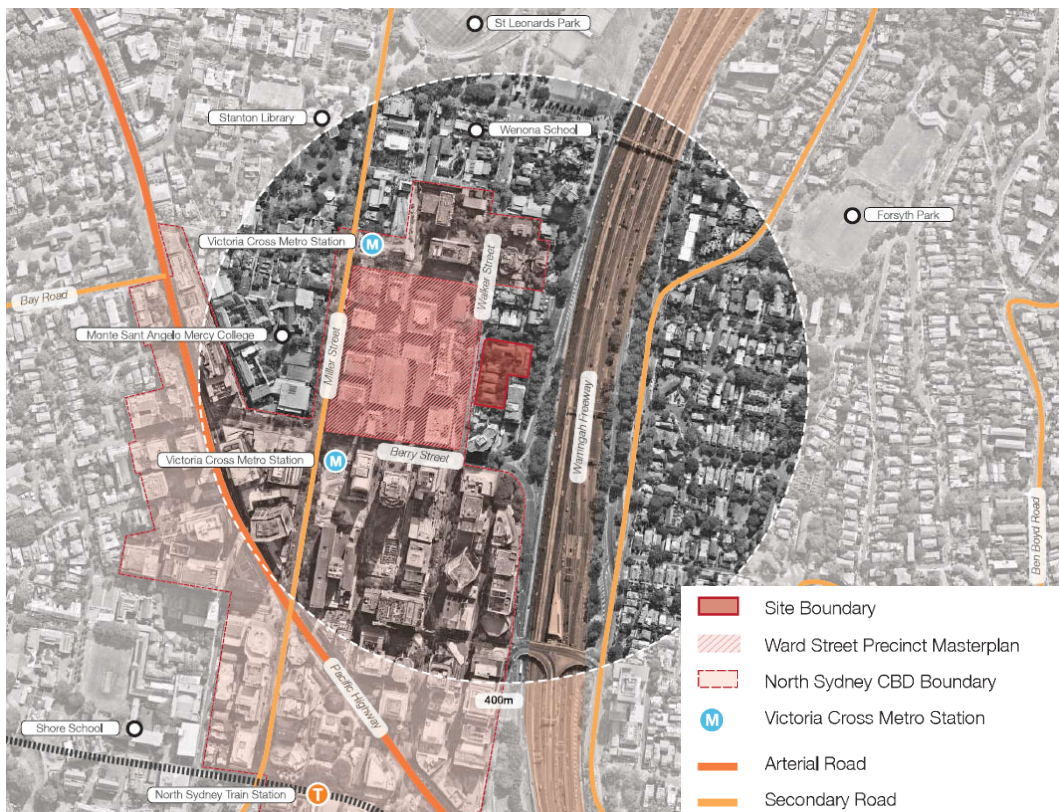 St Leonards Park
Stanton Library
Wenona School
Forsyth Park
Victoria Cross Metro Station
M
Walker Street
Bay Road
Monte Sant Angelo Mercy College
Miller Street
Warringah Freeway
Berry Street
Victoria Cross Metro Station
M
Ben Boyd Road
Pacific Highway
400m
Shore School
North Sydney Train Station
T
Site Boundary
Ward Street Precinct Masterplan
North Sydney CBD Boundary
M
Victoria Cross Metro Station
Arterial Road
Secondary Road